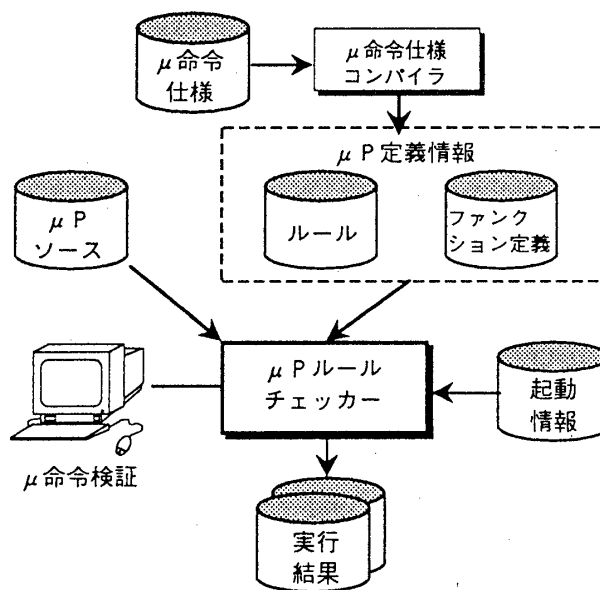 μ命令
仕様
μ命令仕様
コンパイラ
μP定義情報
μP
ソース
ルール
ファンク
ション定義
μPルール
チェッカー
起動
情報
μ命令検証
実行
結果